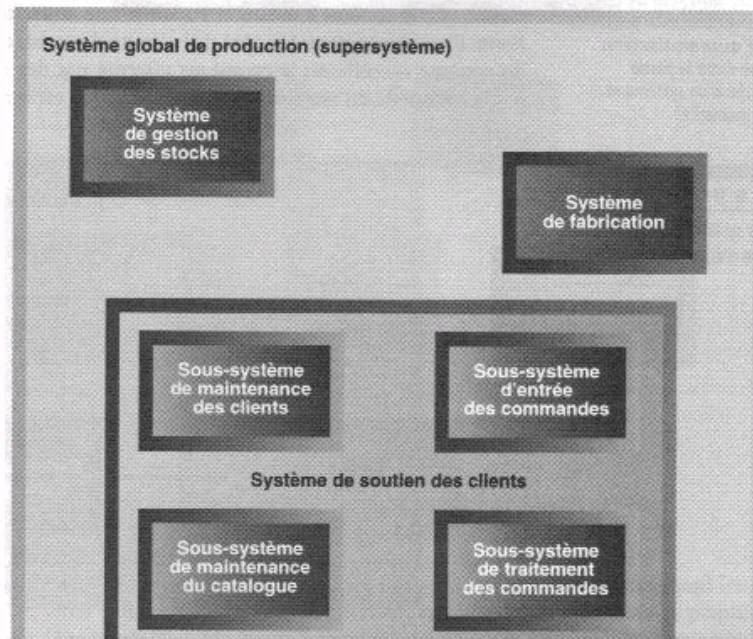 Système global de production (supersystème)
Système
de gestion
des stocks
Système
de fabrication
Sous-système
de maintenance
des clients
Sous-système
d'entrée
des commandes
Système de soutien des clients
Sous-système
de maintenance
du catalogue
Sous-système
de traitement
des commandes